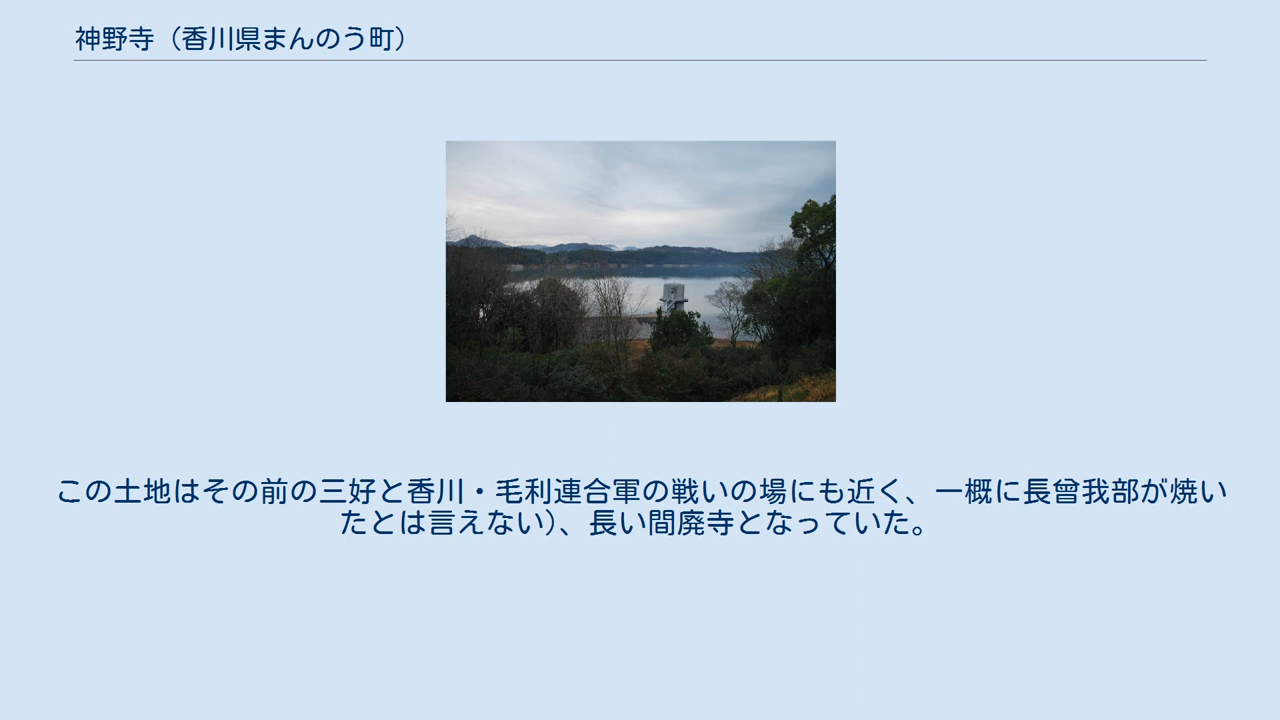 神野寺（香川県まんのう町）
この土地はその前の三好と香川・毛利連合軍の戦いの場にも近く、一概に長曾我部が焼い
たとは言えない）、長い間廃寺となっていた。